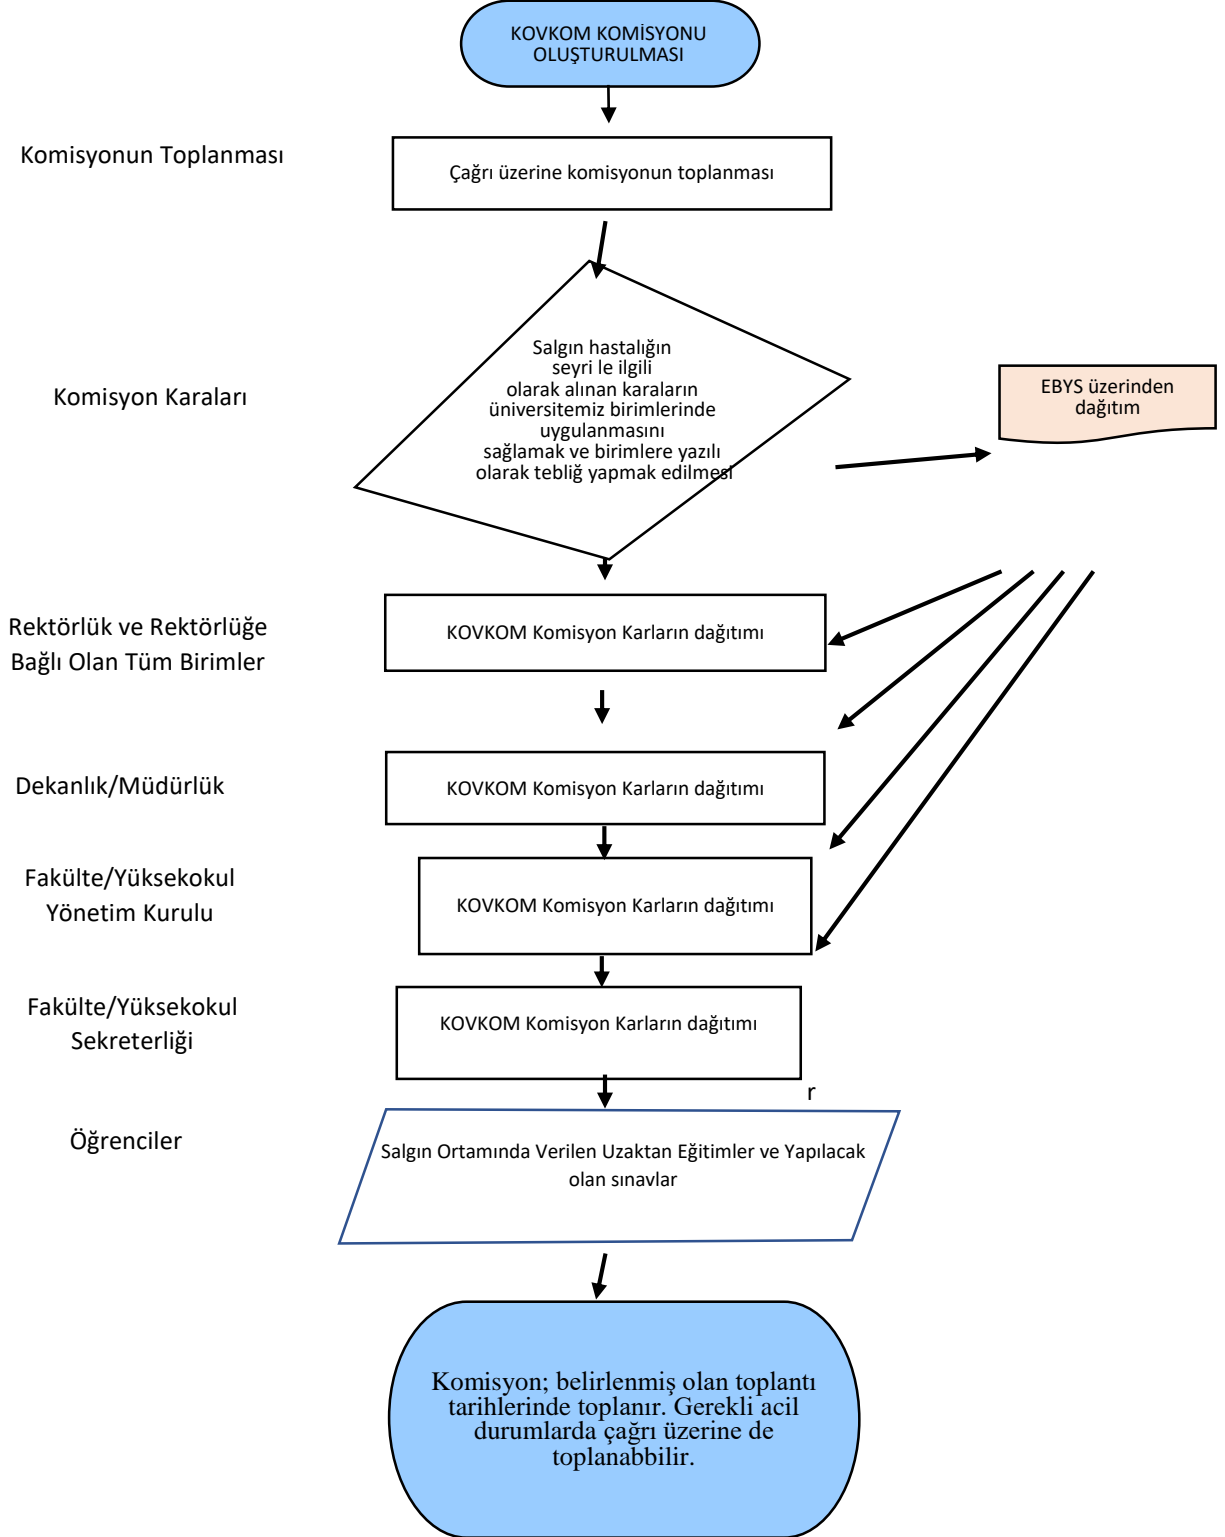 KOVKOM KOMİSYONU
OLUŞTURULMASI
Komisyonun Toplanması
Çağrı üzerine komisyonun toplanması
Komisyon Karaları
Salgın hastalığın
seyri le ilgili
olarak alınan karaların
üniversitemiz birimlerinde
uygulanmasını
sağlamak ve birimlere yazılı
olarak tebliğ yapmak edilmesi
EBYS üzerinden
dağıtım
Rektörlük ve Rektörlüğe
Bağlı Olan Tüm Birimler
KOVKOM Komisyon Karların dağıtımı
Dekanlık/Müdürlük
KOVKOM Komisyon Karların dağıtımı
Fakülte/Yüksekokul
Yönetim Kurulu
KOVKOM Komisyon Karların dağıtımı
Fakülte/Yüksekokul
Sekreterliği
KOVKOM Komisyon Karların dağıtımı
r
Öğrenciler
Salgın Ortamında Verilen Uzaktan Eğitimler ve Yapılacak
olan sınavlar
Komisyon; belirlenmiş olan toplantı
tarihlerinde toplanır. Gerekli acil
durumlarda çağrı üzerine de
toplanabbilir.